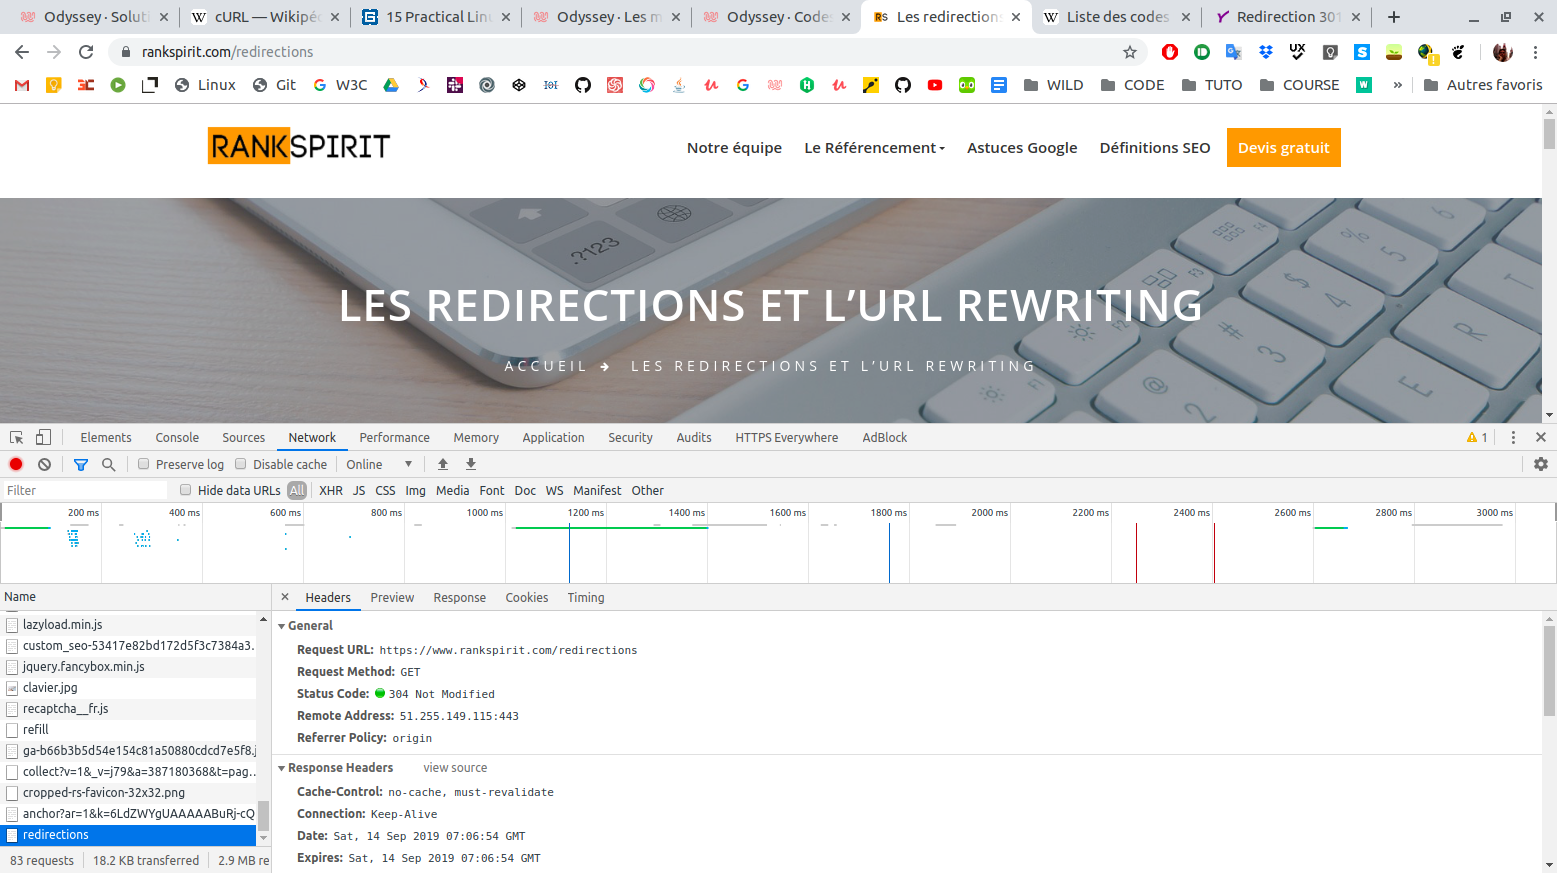 Odyssey · Soluti
cURL — Wikipéd
15 Practical Linu
Odyssey · Les m
Odyssey · Codes
Les redirections
Liste des codes
Redirection 301
rankspirit.com/redirections
Linux
Git
W3C
WILD
CODE
TUTO
COURSE
»
Autres favoris
RANKSPIRIT
Notre équipe
Le Référencement
Astuces Google
Définitions SEO
Devis gratuit
.?123
LES REDIRECTIONS ET L’URL REWRITING
ACCUEIL → LES REDIRECTIONS ET L’URL REWRITING
Elements
Console
Sources
Network
Performance
Memory
Application
Security
Audits
HTTPS Everywhere
AdBlock
1
Preserve log
Disable cache
Online
Filter
Hide data URLs
All
XHR
JS
CSS
Img
Media
Font
Doc
WS
Manifest
Other
200 ms
400 ms
600 ms
800 ms
1000 ms
1200 ms
1400 ms
1600 ms
1800 ms
2000 ms
2200 ms
2400 ms
2600 ms
2800 ms
3000 ms
Name
lazyload.min.js
custom_seo-53417e82bd172d5f3c7384a3...
jquery.fancybox.min.js
clavier.jpg
recaptcha__fr.js
refill
ga-b66b3b5d54e154c81a50880cdcd7e5f8.j
collect?v=1&_v=j79&a=387180368&t=pag...
cropped-rs-favicon-32x32.png
anchor?ar=1&k=6LdZWYgUAAAAABuRj-cQ
redirections
83 requests
18.2 KB transferred
2.9 MB re
Headers
Preview
Response
Cookies
Timing
General
Request URL: https://www.rankspirit.com/redirections
Request Method: GET
Status Code: 304 Not Modified
Remote Address: 51.255.149.115:443
Referrer Policy: origin
Response Headers
view source
Cache-Control: no-cache, must-revalidate
Connection: Keep-Alive
Date: Sat, 14 Sep 2019 07:06:54 GMT
Expires: Sat, 14 Sep 2019 07:06:54 GMT